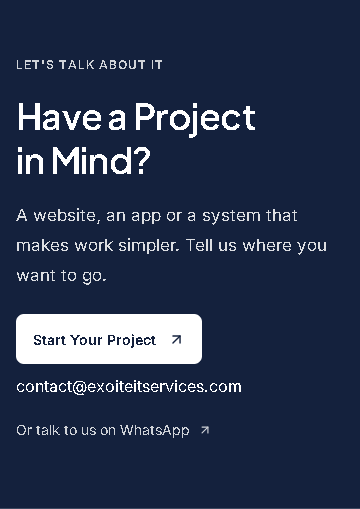 LET'S TALK ABOUT IT
Have a Project
in Mind?
A website, an app or a system that
makes work simpler. Tell us where you
want to go.
Start Your Project
contact@exoiteitservices.com
Or talk to us on WhatsApp